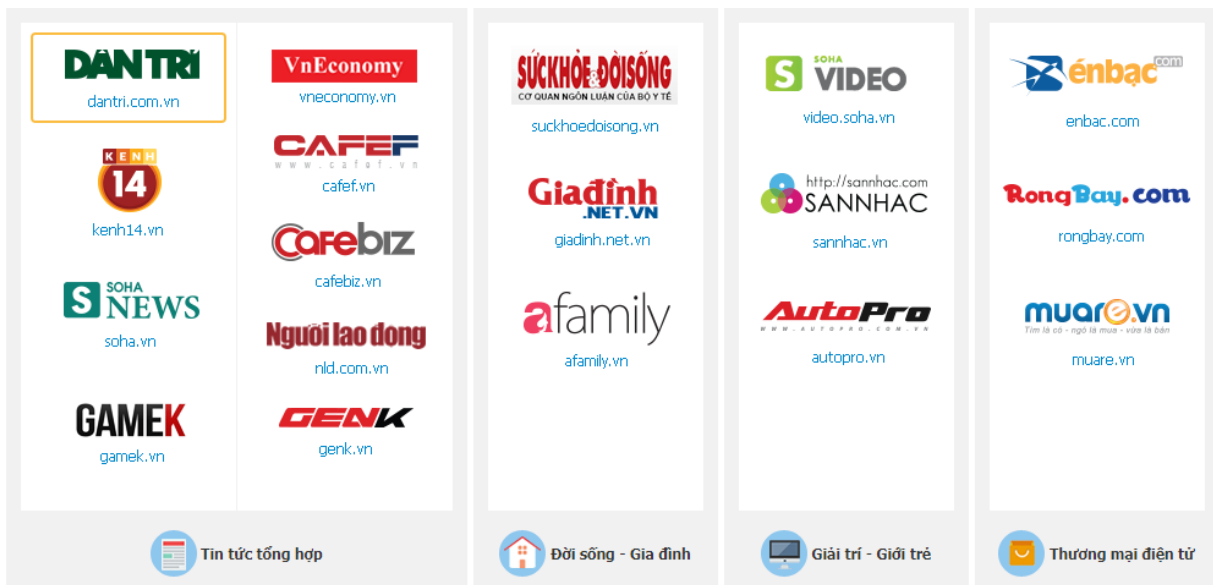 DÂN TRÍ
dantri.com.vn
KENH
14
kenh14.vn
S SOHA
NEWS
soha.vn
GAMEK
gamek.vn
VnEconomy
vneconomy.vn
CAFEF
www.cafef.vn
cafef.vn
Cafebiz
cafebiz.vn
Người lao động
nld.com.vn
GENK
genk.vn
Tin tức tổng hợp
SỨC KHỎE & ĐỜI SỐNG
CƠ QUAN NGÔN LUẬN CỦA BỘ Y TẾ
suckhoedoisong.vn
Gia đình
.NET.VN
giadinh.net.vn
afamily
afamily.vn
Đời sống - Gia đình
S SOHA
VIDEO
video.soha.vn
http://sannhac.com
SANNHAC
sannhac.vn
AutoPro
WWW.AUTOPRO.COM.VN
autopro.vn
Giải trí - Giới trẻ
énbạc com
enbac.com
RongBay.com
rongbay.com
muare.vn
Tìm là có - ngó là mua - vừa là bán
muare.vn
Thương mại điện tử